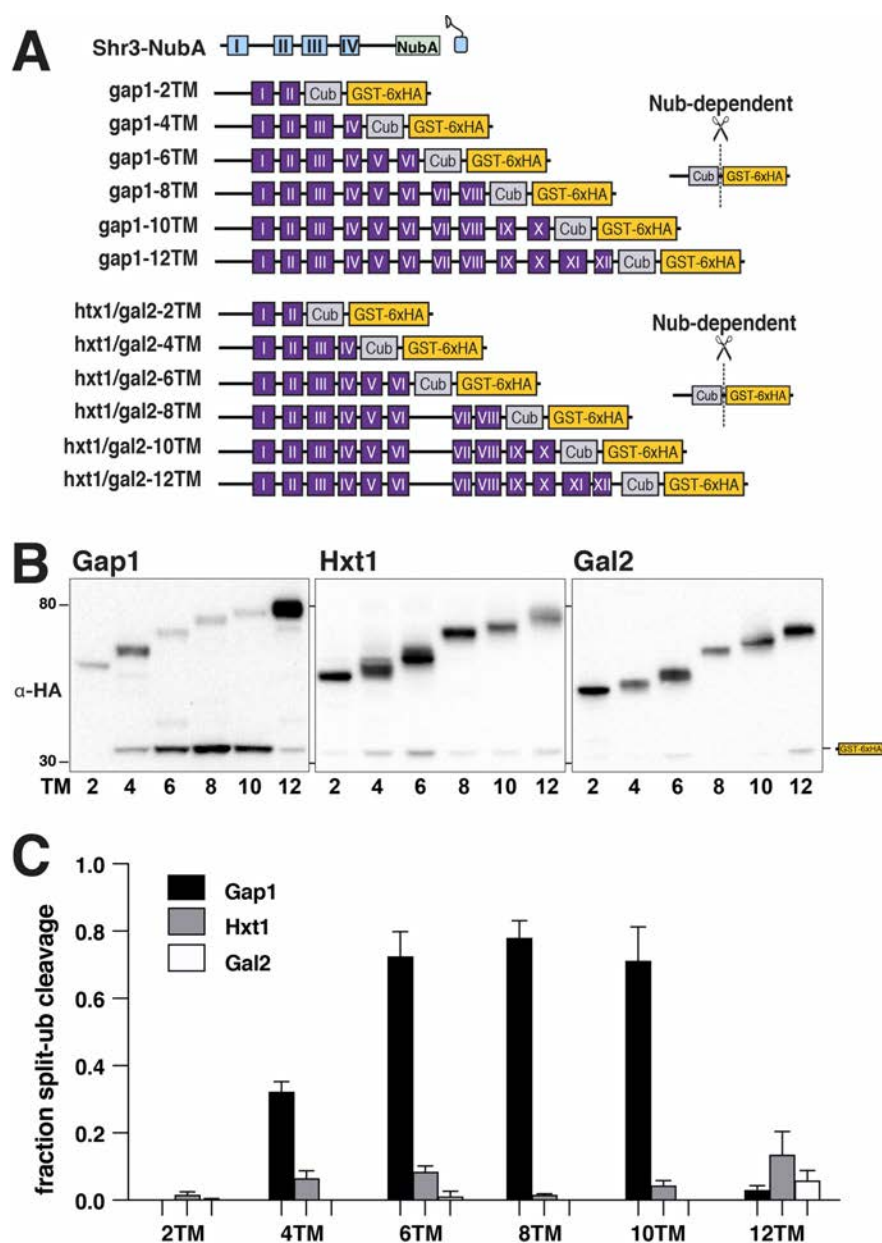 A
Shr3-NubA I II III IV NubA
gap1-2TM I II Cub GST-6xHA
gap1-4TM I II III IV Cub GST-6xHA
gap1-6TM I II III IV V VI Cub GST-6xHA
gap1-8TM I II III IV V VI VII VIII Cub GST-6xHA
gap1-10TM I II III IV V VI VII VIII IX X Cub GST-6xHA
gap1-12TM I II III IV V VI VII VIII IX X XI XII Cub GST-6xHA
Nub-dependent
Cub GST-6xHA
htx1/gal2-2TM I II Cub GST-6xHA
hxt1/gal2-4TM I II III IV Cub GST-6xHA
hxt1/gal2-6TM I II III IV V VI Cub GST-6xHA
hxt1/gal2-8TM I II III IV V VI VII VIII Cub GST-6xHA
hxt1/gal2-10TM I II III IV V VI VII VIII IX X Cub GST-6xHA
hxt1/gal2-12TM I II III IV V VI VII VIII IX X XI XII Cub GST-6xHA
Nub-dependent
Cub GST-6xHA
B
Gap1 Hxt1 Gal2
80
α-HA
30
GST-6xHA
TM 2 4 6 8 10 12 2 4 6 8 10 12 2 4 6 8 10 12
C
fraction split-ub cleavage
1.0
0.8
0.6
0.4
0.2
0.0
Gap1
Hxt1
Gal2
2TM 4TM 6TM 8TM 10TM 12TM